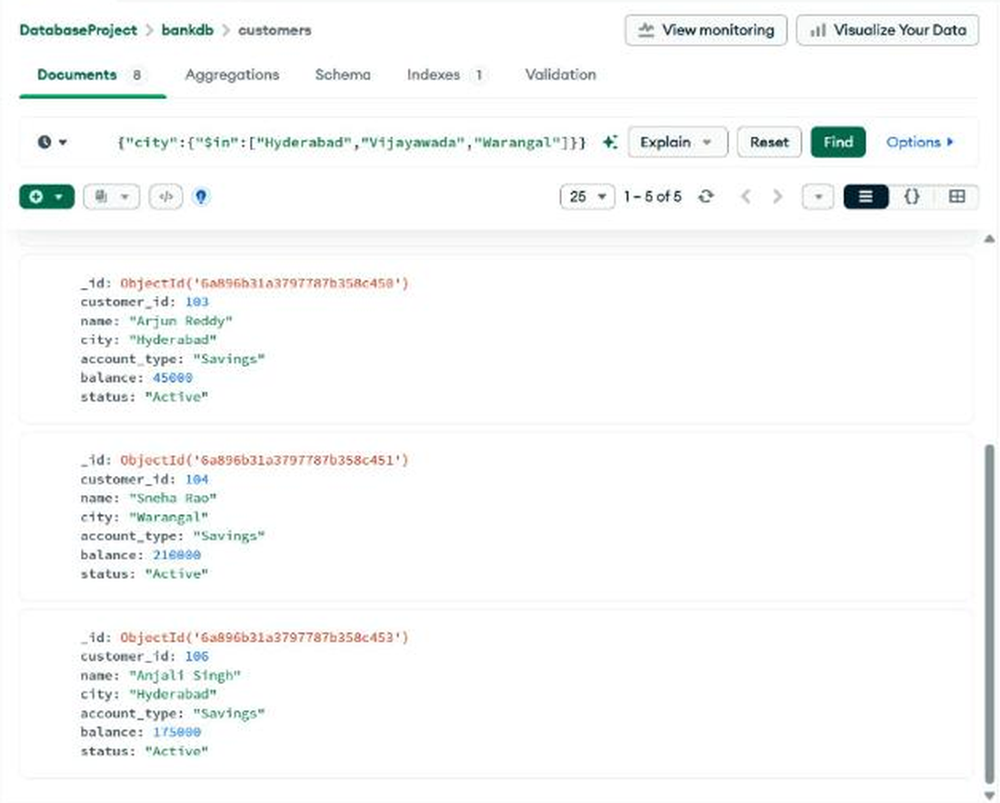 DatabaseProject > bankdb > customers
View monitoring
Visualize Your Data
Documents 8 Aggregations Schema Indexes 1 Validation
{"city":{"$in":["Hyderabad","Vijayawada","Warangal"]}}
Explain
Reset
Find
Options
</>
25
1 – 5 of 5
{}
_id: ObjectId('6a896b31a3797787b358c450')
customer_id: 103
name: "Arjun Reddy"
city: "Hyderabad"
account_type: "Savings"
balance: 45000
status: "Active"
_id: ObjectId('6a896b31a3797787b358c451')
customer_id: 104
name: "Sneha Rao"
city: "Warangal"
account_type: "Savings"
balance: 210000
status: "Active"
_id: ObjectId('6a896b31a3797787b358c453')
customer_id: 106
name: "Anjali Singh"
city: "Hyderabad"
account_type: "Savings"
balance: 175000
status: "Active"